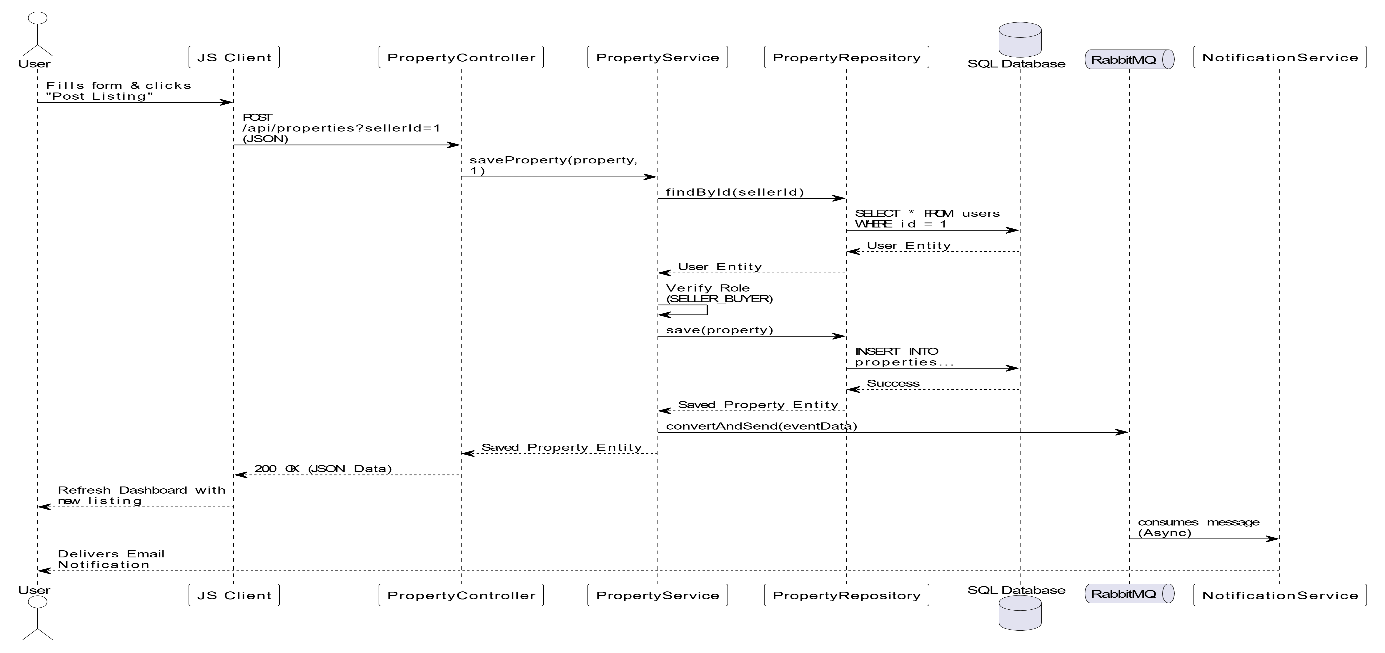 User
JS Client
PropertyController
PropertyService
PropertyRepository
SQL Database
RabbitMQ
NotificationService
Fills form & clicks
"Post Listing"
POST
/api/properties?sellerId=1
(JSON)
saveProperty(property,
1)
findById(sellerId)
SELECT * FROM users
WHERE id = 1
User Entity
User Entity
Verify Role
(SELLER_BUYER)
save(property)
INSERT INTO
properties...
Success
Saved Property Entity
convertAndSend(eventData)
Saved Property Entity
200 OK (JSON Data)
Refresh Dashboard with
new listing
consumes message
(Async)
Delivers Email
Notification
User
JS Client
PropertyController
PropertyService
PropertyRepository
SQL Database
RabbitMQ
NotificationService